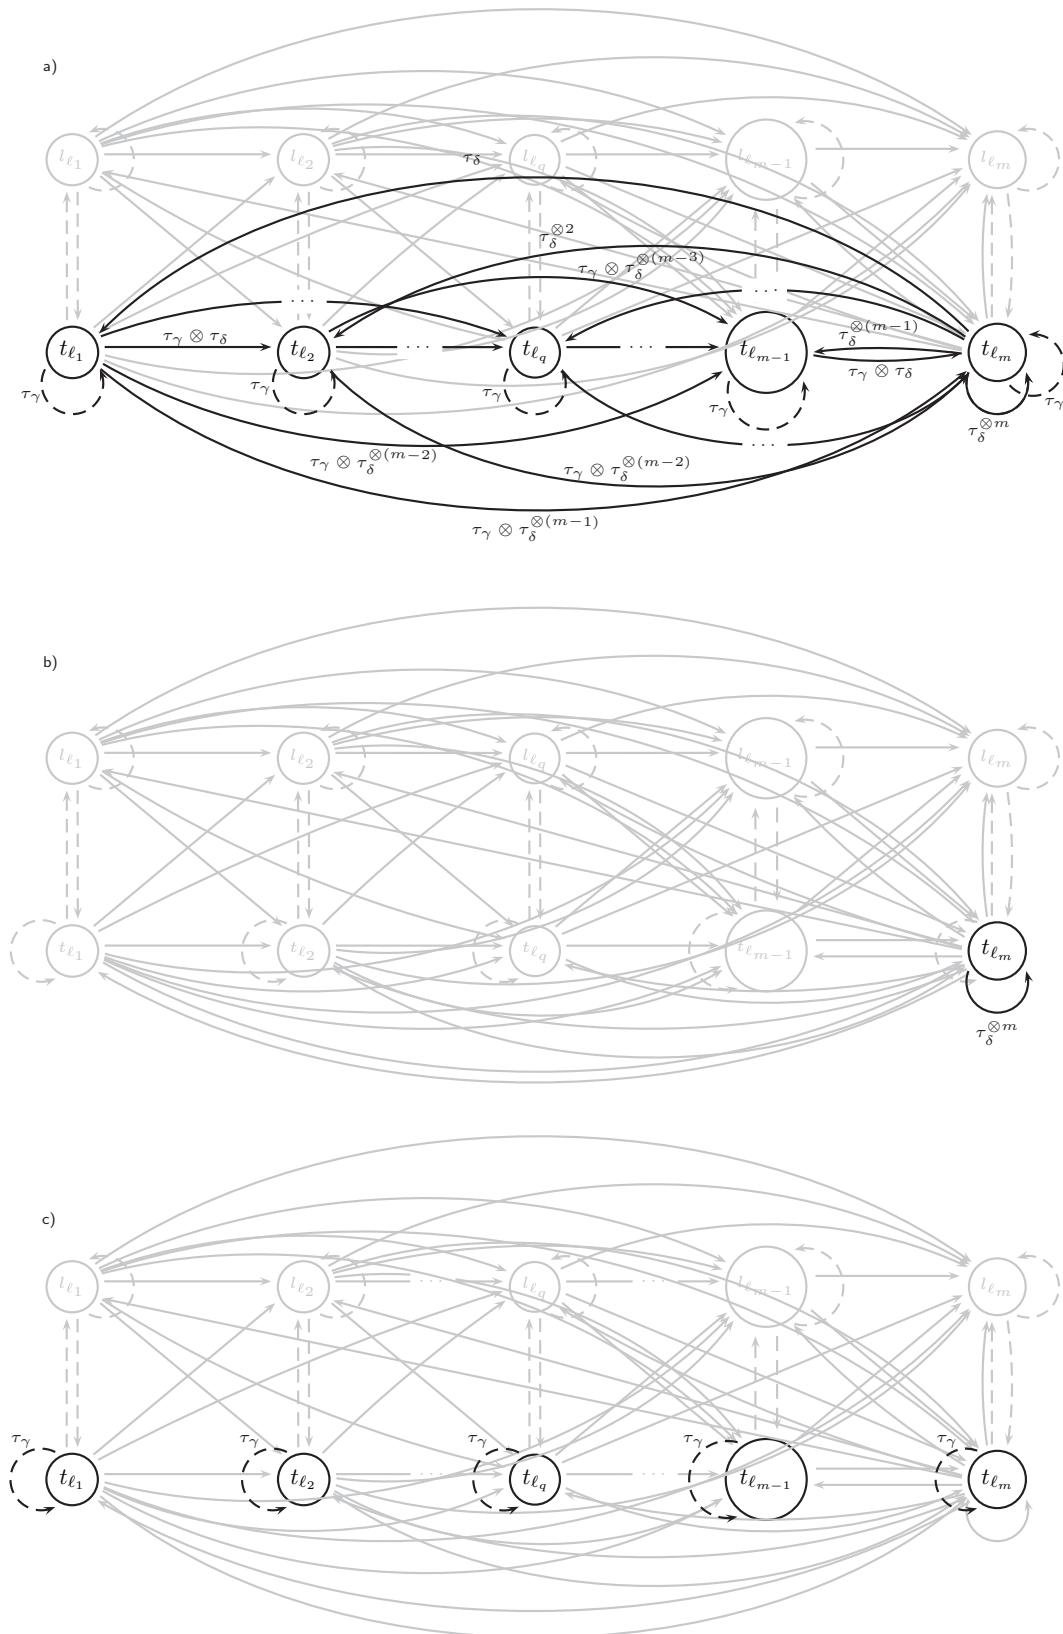 a)
l_{ℓ_1} l_{ℓ_2} l_{ℓ_q} l_{ℓ_{m-1}} l_{ℓ_m}
τ_δ
τ_δ^{⊗2}
τ_γ ⊗ τ_δ^{⊗(m-3)}
··· ···
τ_γ ⊗ τ_δ τ_δ^{⊗(m-1)}
t_{ℓ_1} t_{ℓ_2} ··· t_{ℓ_q} ··· t_{ℓ_{m-1}} t_{ℓ_m}
τ_γ ⊗ τ_δ
τ_γ τ_γ τ_γ τ_γ τ_γ
τ_δ^{⊗m}
···
τ_γ ⊗ τ_δ^{⊗(m-2)} τ_γ ⊗ τ_δ^{⊗(m-2)}
τ_γ ⊗ τ_δ^{⊗(m-1)}
b)
l_{ℓ_1} l_{ℓ_2} l_{ℓ_q} l_{ℓ_{m-1}} l_{ℓ_m}
t_{ℓ_1} t_{ℓ_2} t_{ℓ_q} t_{ℓ_{m-1}} t_{ℓ_m}
τ_δ^{⊗m}
c)
l_{ℓ_1} l_{ℓ_2} ··· l_{ℓ_q} ··· l_{ℓ_{m-1}} l_{ℓ_m}
τ_γ τ_γ τ_γ τ_γ τ_γ
t_{ℓ_1} t_{ℓ_2} ··· t_{ℓ_q} ··· t_{ℓ_{m-1}} t_{ℓ_m}